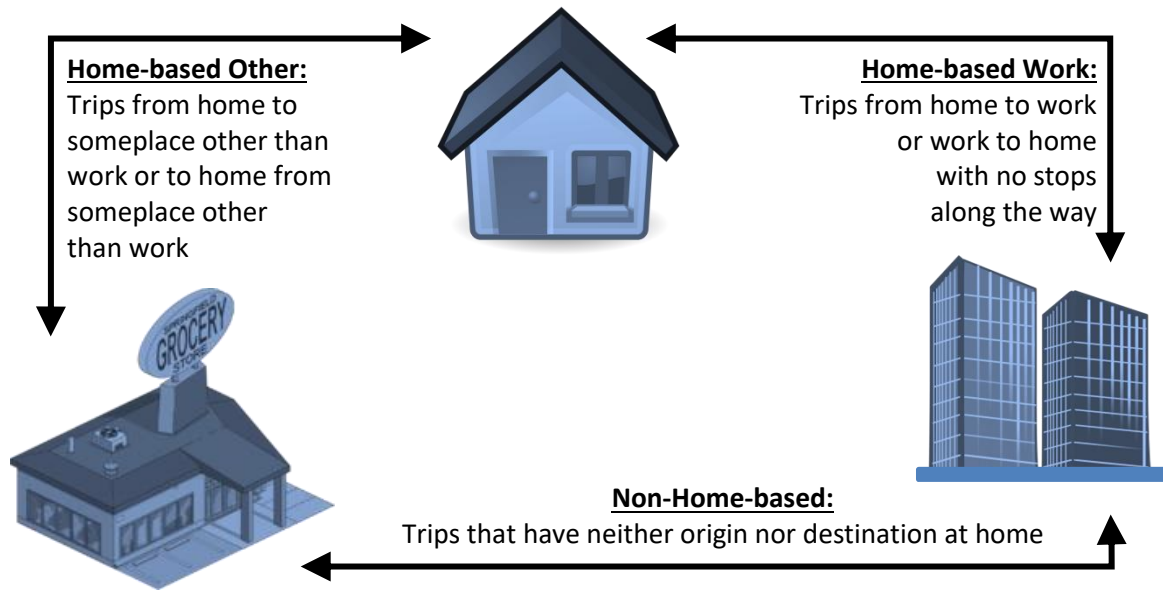 Home-based Other:
Trips from home to
someplace other than
work or to home from
someplace other
than work
Home-based Work:
Trips from home to work
or work to home
with no stops
along the way
SPRINGFIELD
GROCERY
STORE
Non-Home-based:
Trips that have neither origin nor destination at home